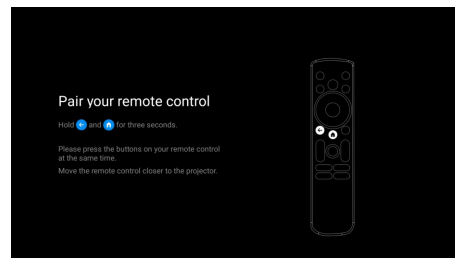 Pair your remote control
Hold and for three seconds.
Please press the buttons on your remote control
at the same time.
Move the remote control closer to the projector.